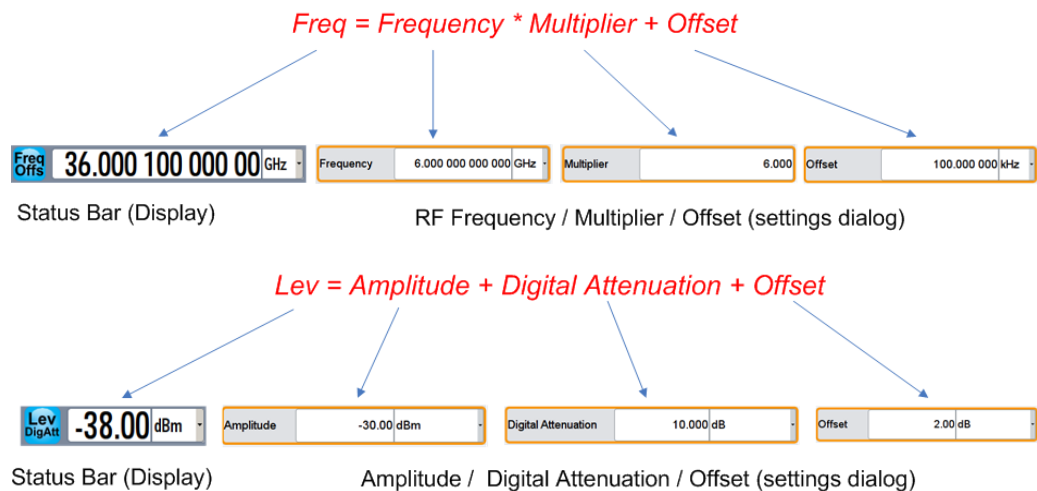 Freq = Frequency * Multiplier + Offset
Freq Offs 36.000 100 000 00 GHz Frequency 6.000 000 000 000 GHz Multiplier 6.000 Offset 100.000 000 kHz
Status Bar (Display) RF Frequency / Multiplier / Offset (settings dialog)
Lev = Amplitude + Digital Attenuation + Offset
Lev DigAtt -38.00 dBm Amplitude -30.00 dBm Digital Attenuation 10.000 dB Offset 2.00 dB
Status Bar (Display) Amplitude / Digital Attenuation / Offset (settings dialog)